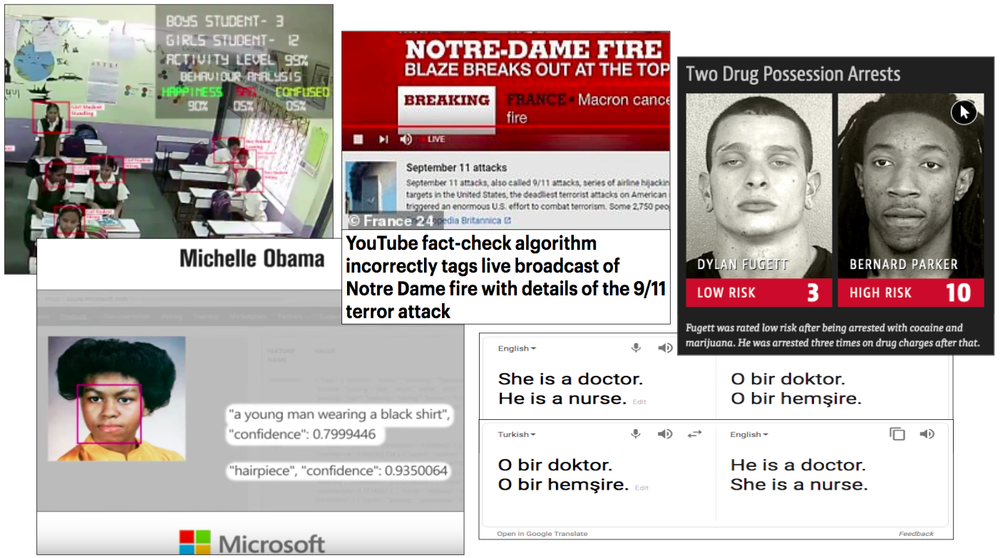 BOYS STUDENT- 3
GIRLS STUDENT- 12
ACTIVITY LEVEL 99%
BEHAVIOUR ANALYSIS
HAPPINESS CONFUSED
90% 05% 05%
Girl Student
Standing
Michelle Obama
"a young man wearing a black shirt",
"confidence": 0.7999446
"hairpiece", "confidence": 0.9350064
Microsoft
NOTRE-DAME FIRE
BLAZE BREAKS OUT AT THE TOP
BREAKING
FRANCE • Macron cance
fire
LIVE
September 11 attacks
September 11 attacks, also called 9/11 attacks, series of airline hijackin
targets in the United States, the deadliest terrorist attacks on American
triggered an enormous U.S. effort to combat terrorism. Some 2,750 peo
© France 24
pedia Britannica
YouTube fact-check algorithm
incorrectly tags live broadcast of
Notre Dame fire with details of the 9/11
terror attack
Two Drug Possession Arrests
DYLAN FUGETT
LOW RISK 3
BERNARD PARKER
HIGH RISK 10
Fugett was rated low risk after being arrested with cocaine and
marijuana. He was arrested three times on drug charges after that.
English
She is a doctor.
He is a nurse. Edit
O bir doktor.
O bir hemşire.
Turkish
English
O bir doktor.
O bir hemşire. Edit
He is a doctor.
She is a nurse.
Open in Google Translate
Feedback